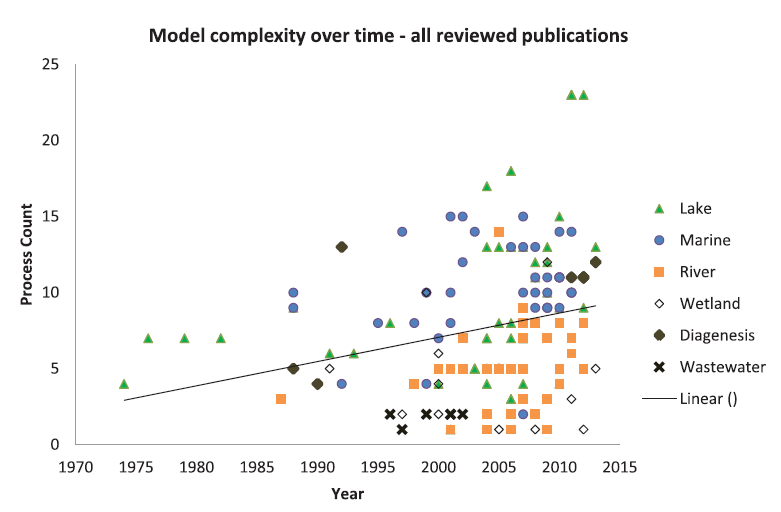 Model complexity over time - all reviewed publications
25
20
15
10
5
0
Process Count
1970 1975 1980 1985 1990 1995 2000 2005 2010 2015
Year
Lake
Marine
River
Wetland
Diagenesis
Wastewater
Linear ()